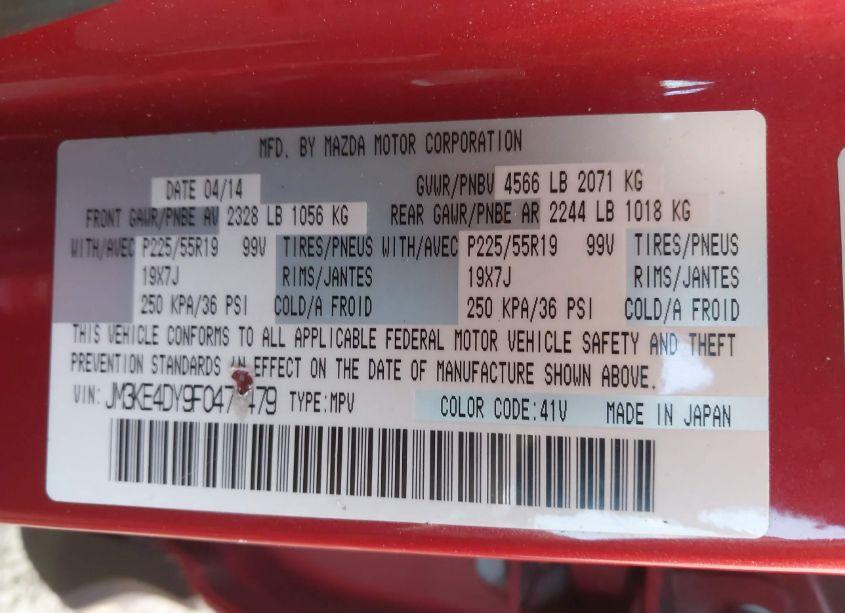 MFD. BY MAZDA MOTOR CORPORATION
DATE 04/14 GVWR/PNBV 4566 LB 2071 KG
FRONT GAWR/PNBE AV 2328 LB 1056 KG REAR GAWR/PNBE AR 2244 LB 1018 KG
WITH/AVEC P225/55R19 99V TIRES/PNEUS WITH/AVEC P225/55R19 99V TIRES/PNEUS
19X7J RIMS/JANTES 19X7J RIMS/JANTES
250 KPA/36 PSI COLD/A FROID 250 KPA/36 PSI COLD/A FROID
THIS VEHICLE CONFORMS TO ALL APPLICABLE FEDERAL MOTOR VEHICLE SAFETY AND THEFT
PREVENTION STANDARDS IN EFFECT ON THE DATE OF MANUFACTURE SHOWN ABOVE.
VIN: TYPE:MPV COLOR CODE:41V MADE IN JAPAN